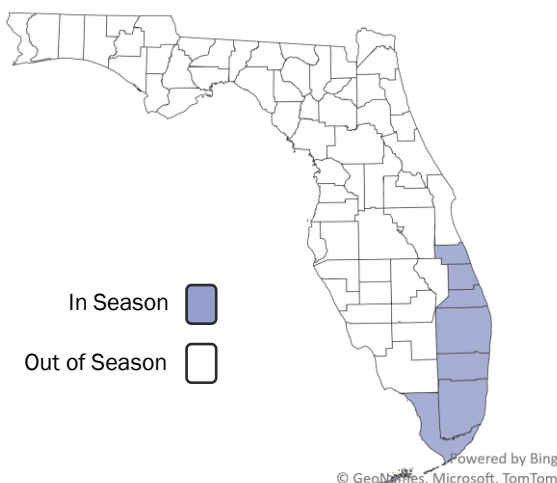 In Season
Out of Season
Powered by Bing
© GeoNames, Microsoft, TomTom